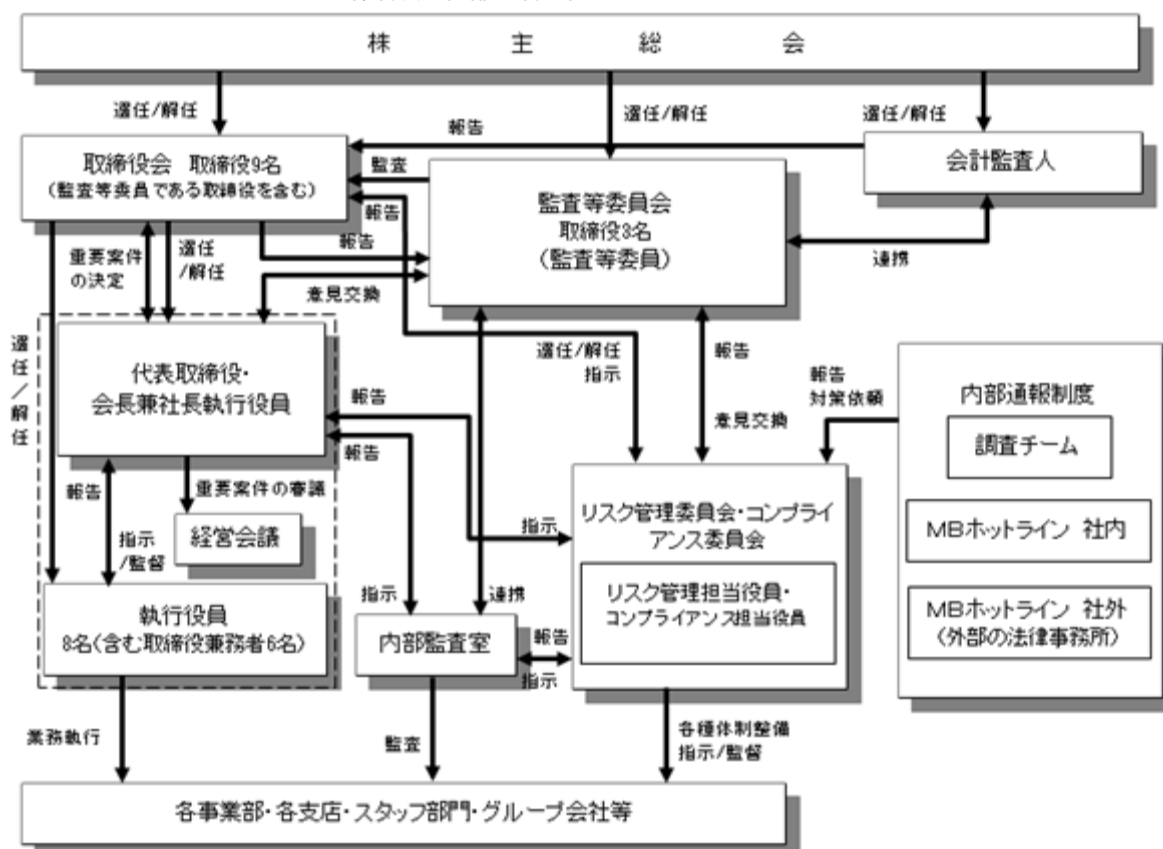 株主総会
選任/解任
選任/解任
選任/解任
報告
取締役会 取締役9名
(監査等委員である取締役を含む)
監査
報告
監査等委員会
取締役3名
(監査等委員)
会計監査人
連携
重要案件
の決定
選任
/解任
報告
意見交換
選任/解任
代表取締役・
会長兼社長執行役員
報告
報告
選任/解任
指示
報告
意見交換
報告
対策依頼
内部通報制度
調査チーム
MBホットライン 社内
MBホットライン 社外
(外部の法律事務所)
報告
指示
/監督
重要案件の審議
経営会議
指示
指示
連携
リスク管理委員会・コンプライ
アンス委員会
リスク管理担当役員・
コンプライアンス担当役員
執行役員
8名(含む取締役兼務者6名)
内部監査室
報告
指示
業務執行
監査
各種体制整備
指示/監督
各事業部・各支店・スタッフ部門・グループ会社等